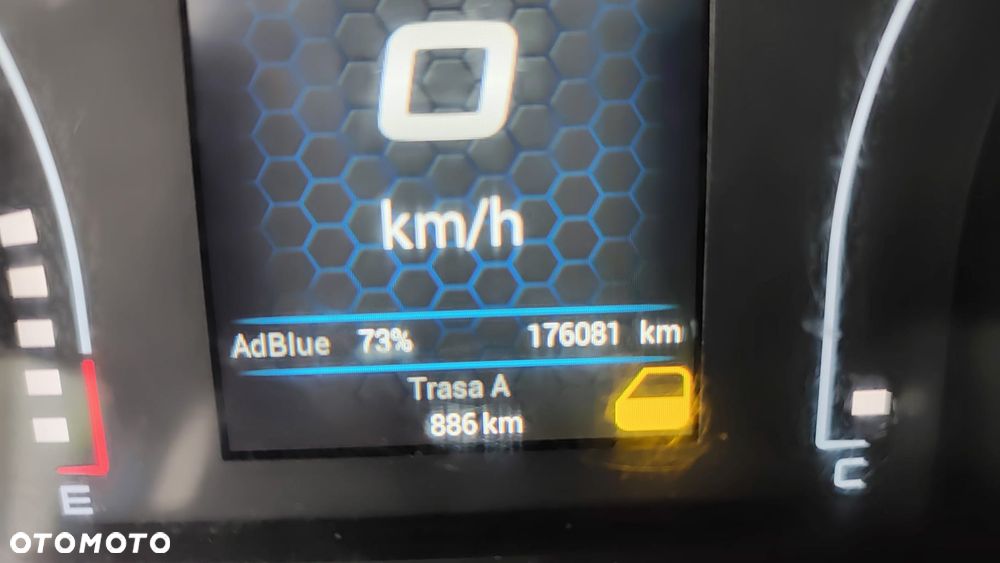 0
km/h
AdBlue 73% 176081 km
Trasa A
886 km
E
C
OTOMOTO